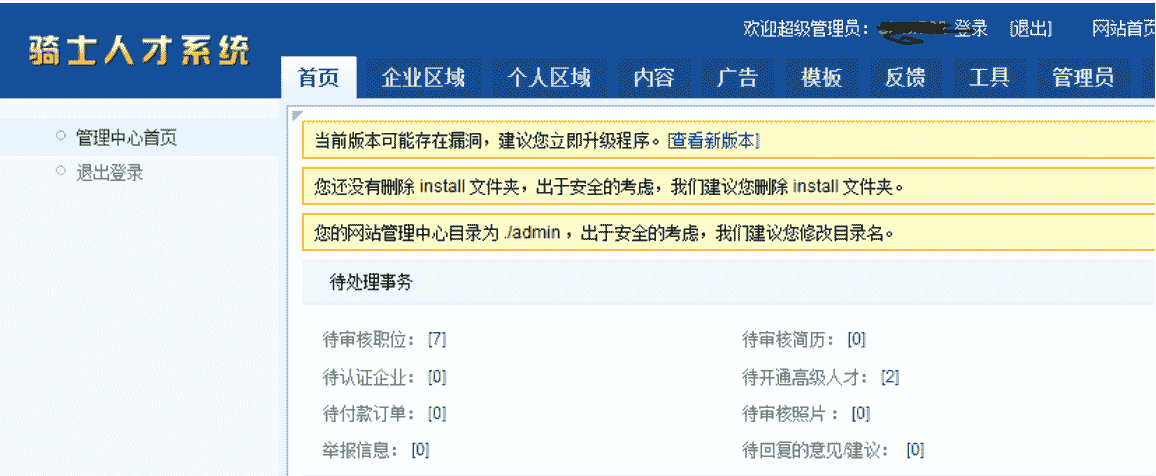 欢迎超级管理员： 登录 [退出] 网站首页
骑士人才系统
首页 企业区域 个人区域 内容 广告 模板 反馈 工具 管理员
管理中心首页
退出登录
当前版本可能存在漏洞，建议您立即升级程序。[查看新版本]
您还没有删除 install 文件夹，出于安全的考虑，我们建议您删除 install 文件夹。
您的网站管理中心目录为 ./admin ，出于安全的考虑，我们建议您修改目录名。
待处理事务
待审核职位： [7] 待审核简历： [0]
待认证企业： [0] 待开通高级人才： [2]
待付款订单： [0] 待审核照片 ： [0]
举报信息： [0] 待回复的意见/建议： [0]